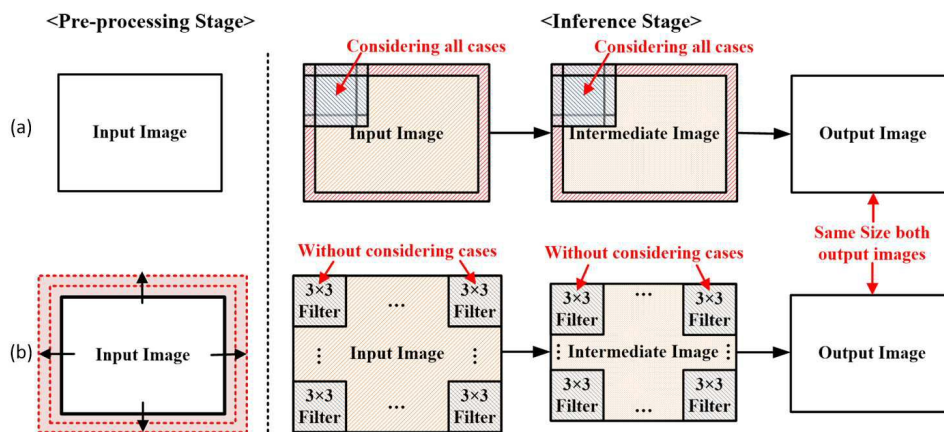 <Pre-processing Stage>
<Inference Stage>
Considering all cases
Considering all cases
(a)
Input Image
Input Image
Intermediate Image
Output Image
Same Size both
output images
Without considering cases
Without considering cases
(b)
Input Image
3×3
Filter
...
3×3
Filter
⋮
Input Image
⋮
3×3
Filter
...
3×3
Filter
3×3
Filter
...
3×3
Filter
⋮
Intermediate Image
⋮
3×3
Filter
...
3×3
Filter
Output Image